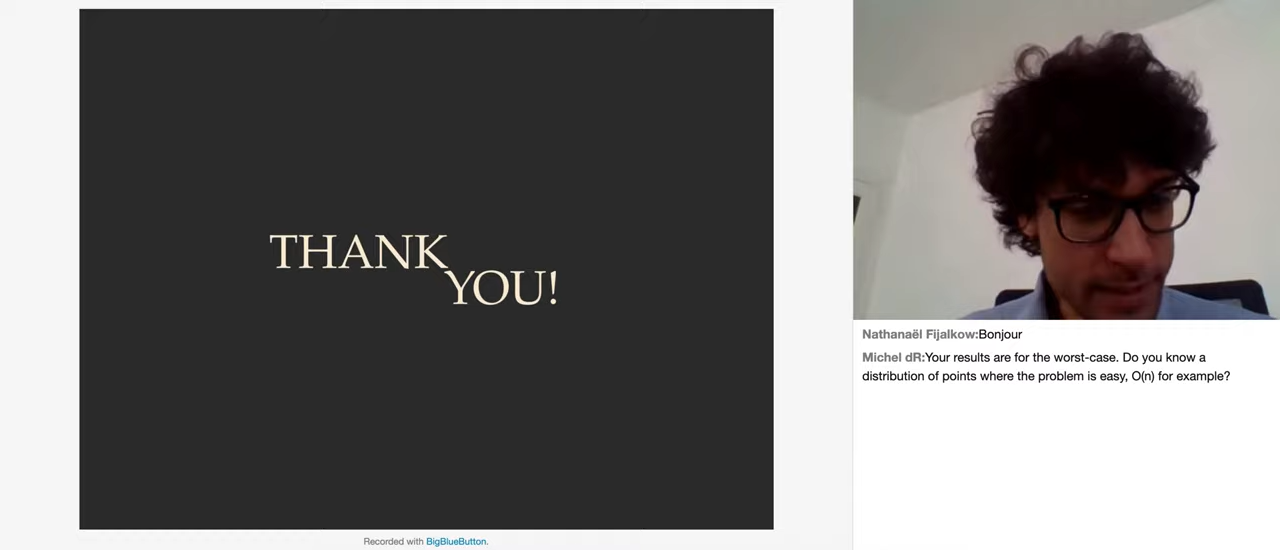 THANK
YOU!
Recorded with BigBlueButton.
Nathanaël Fijalkow:Bonjour
Michel dR:Your results are for the worst-case. Do you know a
distribution of points where the problem is easy, O(n) for example?